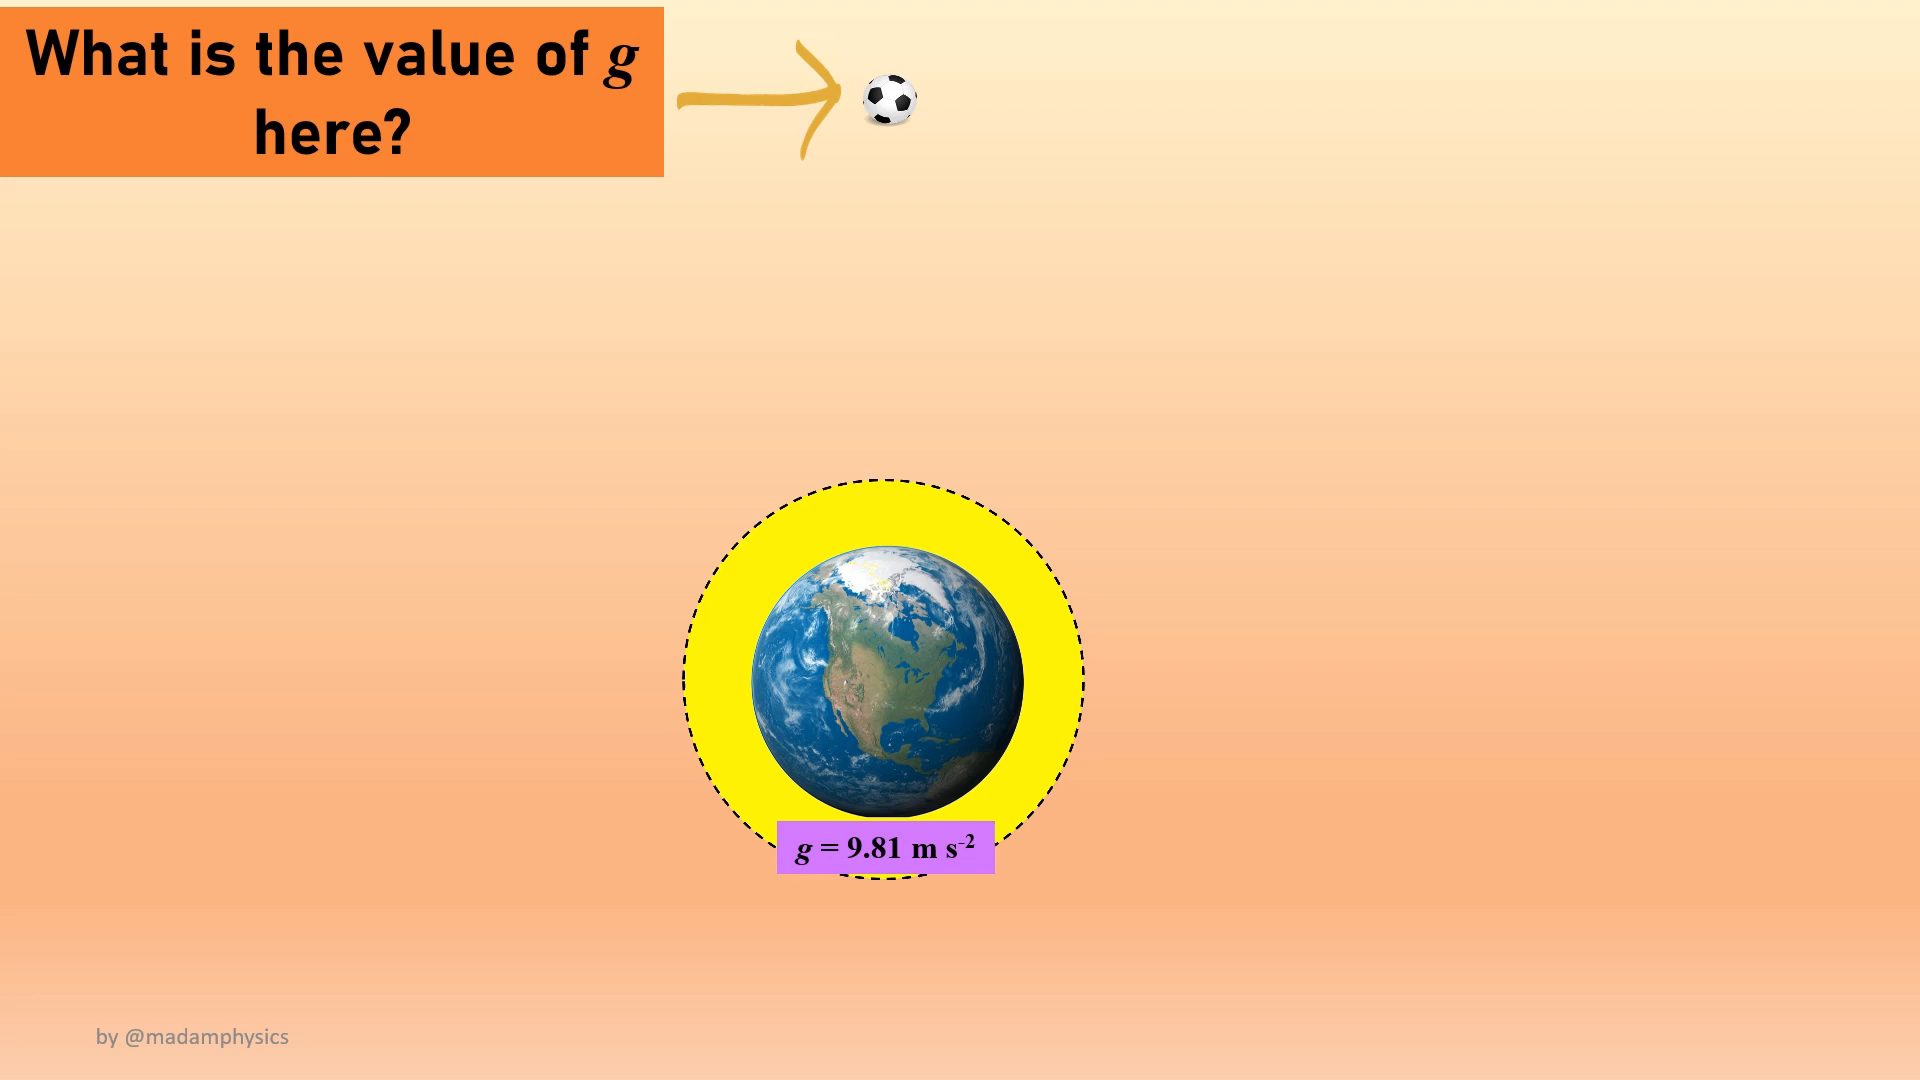 What is the value of g
here?
g = 9.81 m s⁻²
by @madamphysics